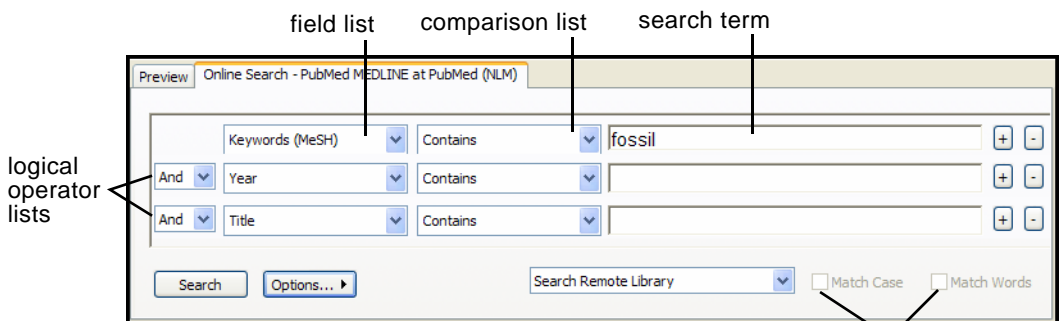 field list comparison list search term
Preview Online Search - PubMed MEDLINE at PubMed (NLM)
Keywords (MeSH) Contains fossil + -
logical
operator
lists
And Year Contains + -
And Title Contains + -
Search Options... Search Remote Library Match Case Match Words